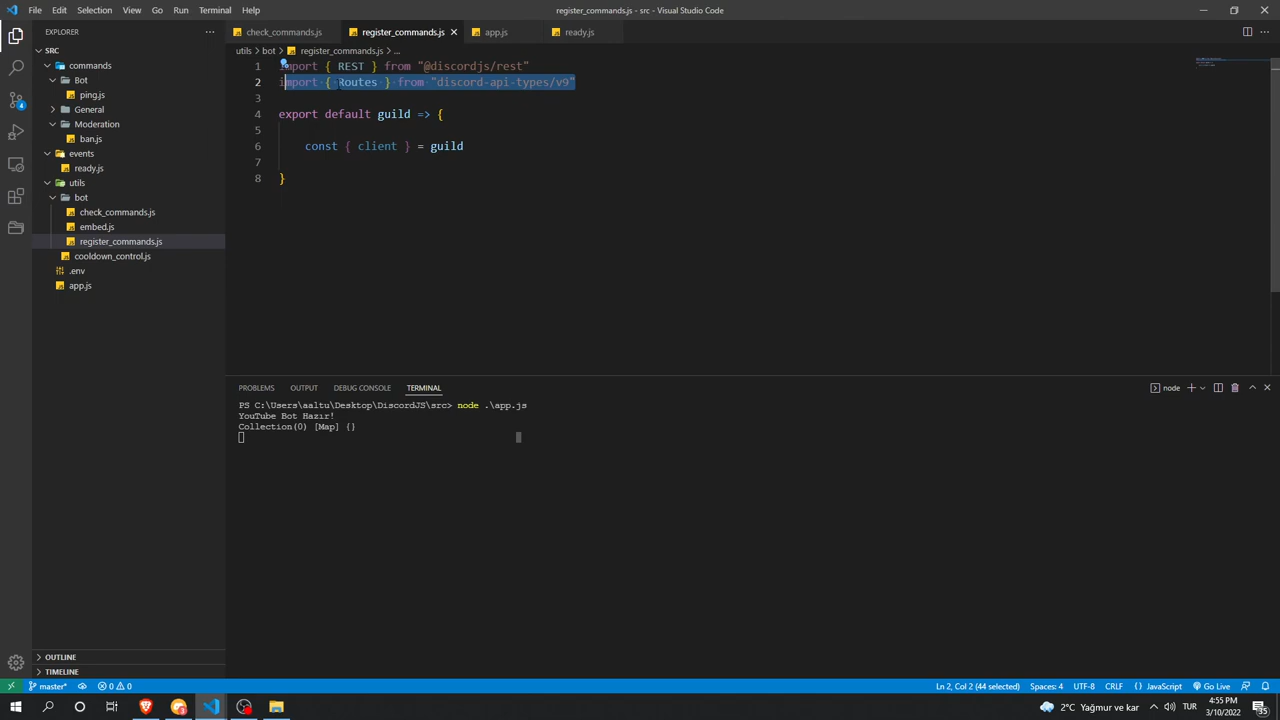 File Edit Selection View Go Run Terminal Help
register_commands.js - src - Visual Studio Code
EXPLORER
SRC
commands
Bot
ping.js
General
Moderation
ban.js
events
ready.js
utils
bot
check_commands.js
embed.js
register_commands.js
cooldown_control.js
.env
app.js
OUTLINE
TIMELINE
4
check_commands.js register_commands.js app.js ready.js
utils > bot > register_commands.js > ...
1 import { REST } from "@discordjs/rest"
2 import { Routes } from "discord-api-types/v9"
3
4 export default guild => {
5
6 const { client } = guild
7
8 }
PROBLEMS OUTPUT DEBUG CONSOLE TERMINAL
node
PS C:\Users\aaltu\Desktop\DiscordJS\src> node .\app.js
YouTube Bot Hazır!
Collection(0) [Map] {}
master* 0 0
Ln 2, Col 2 (44 selected) Spaces: 4 UTF-8 CRLF JavaScript Go Live
2°C Yağmur ve kar TUR 4:55 PM
3/10/2022
35